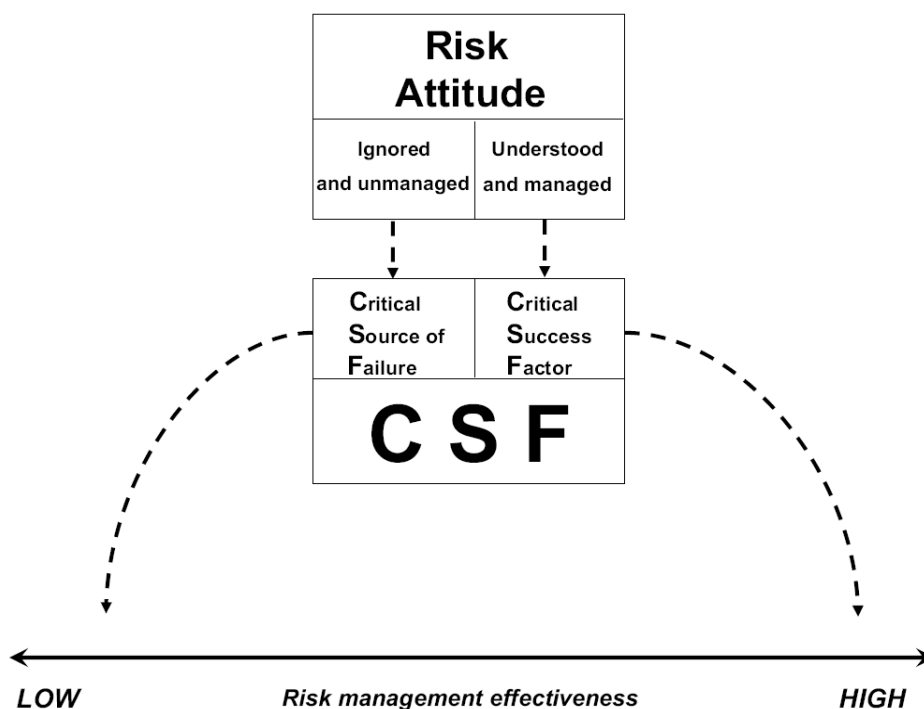 Risk
Attitude
Ignored
and unmanaged
Understood
and managed
Critical
Source of
Failure
Critical
Success
Factor
C S F
LOW
Risk management effectiveness
HIGH